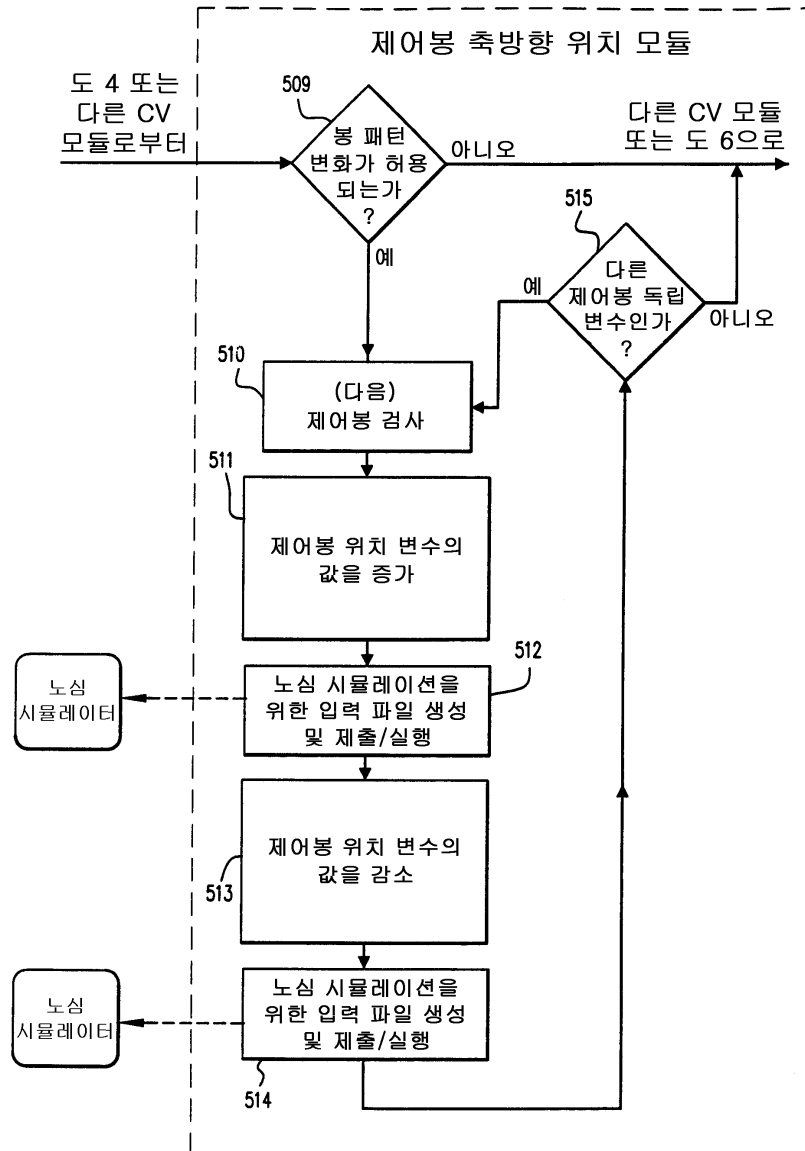 제어봉 축방향 위치 모듈
도 4 또는
다른 CV
모듈로부터
509
봉 패턴
변화가 허용
되는가
?
아니오
예
다른 CV 모듈
또는 도 6으로
515
다른
제어봉 독립
변수인가
?
예
아니오
510
(다음)
제어봉 검사
511
제어봉 위치 변수의
값을 증가
512
노심 시뮬레이션을
위한 입력 파일 생성
및 제출/실행
노심
시뮬레이터
513
제어봉 위치 변수의
값을 감소
노심 시뮬레이션을
위한 입력 파일 생성
및 제출/실행
514
노심
시뮬레이터